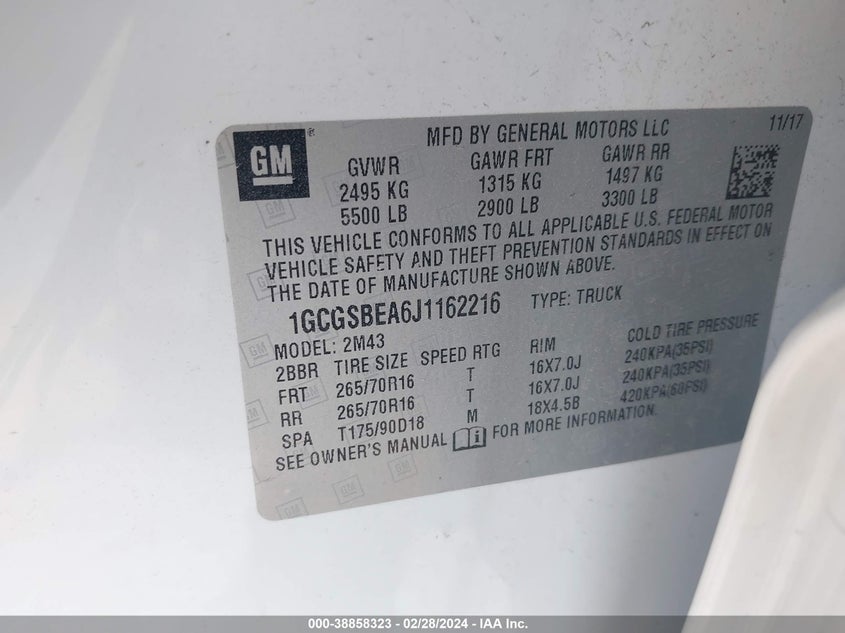 GM
®
MFD BY GENERAL MOTORS LLC
11/17
GVWR GAWR FRT GAWR RR
2495 KG 1315 KG 1497 KG
5500 LB 2900 LB 3300 LB
THIS VEHICLE CONFORMS TO ALL APPLICABLE U.S. FEDERAL MOTOR
VEHICLE SAFETY AND THEFT PREVENTION STANDARDS IN EFFECT ON
THE DATE OF MANUFACTURE SHOWN ABOVE.
1GCGSBEA6J1162216 TYPE: TRUCK
MODEL: 2M43
2BBR TIRE SIZE SPEED RTG RIM COLD TIRE PRESSURE
FRT 265/70R16 T 16X7.0J 240KPA(35PSI)
RR 265/70R16 T 16X7.0J 240KPA(35PSI)
SPA T175/90D18 M 18X4.5B 420KPA(60PSI)
SEE OWNER'S MANUAL FOR MORE INFORMATION.
000-38858323 - 02/28/2024 - IAA Inc.